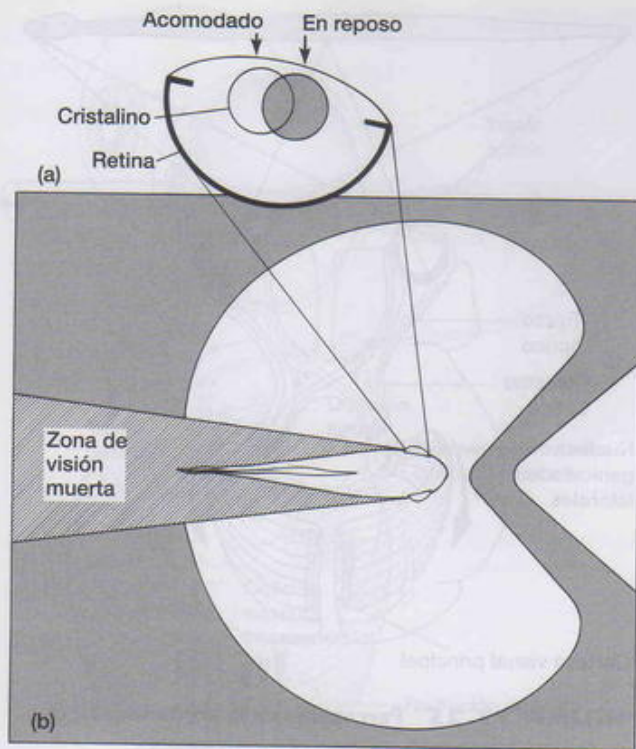 Acomodado
En reposo
Cristalino
Retina
(a)
Zona de
visión
muerta
(b)